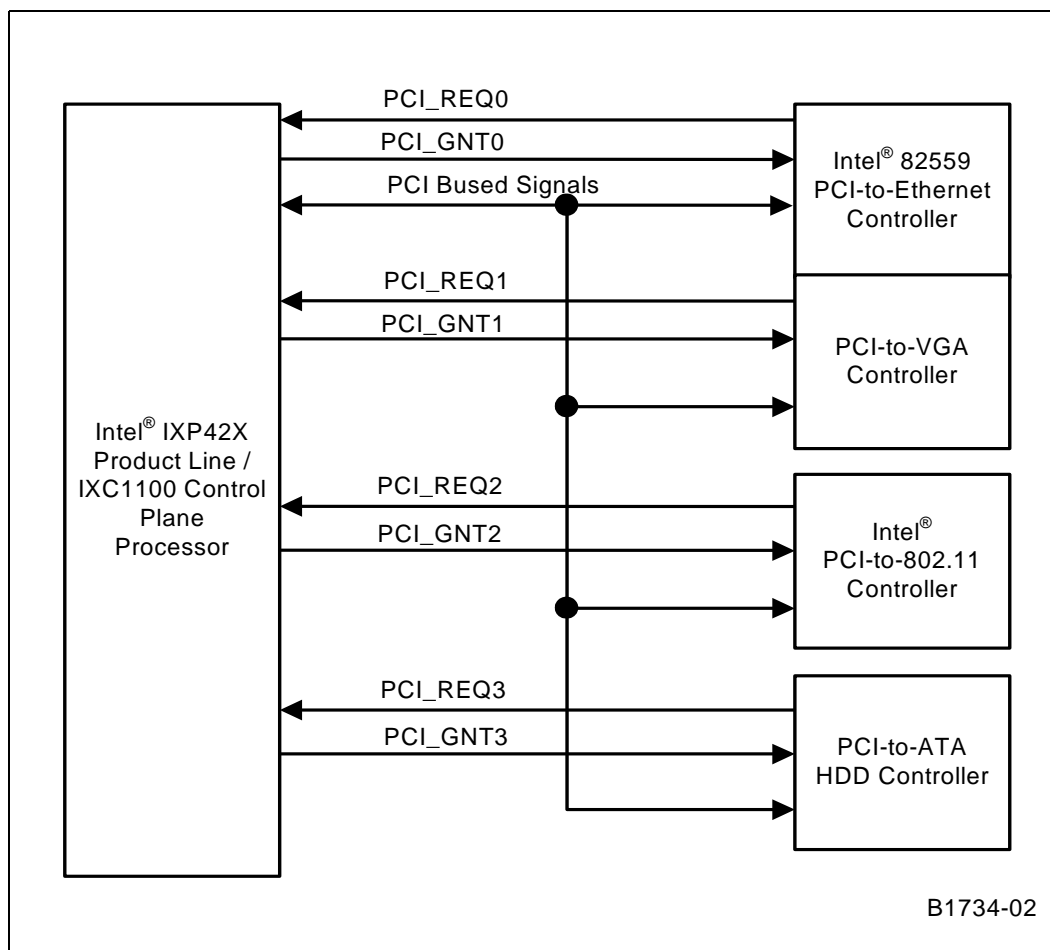 PCI_REQ0
PCI_GNT0
PCI Bused Signals
Intel® 82559
PCI-to-Ethernet
Controller
PCI_REQ1
PCI_GNT1
PCI-to-VGA
Controller
Intel® IXP42X
Product Line /
IXC1100 Control
Plane
Processor
PCI_REQ2
PCI_GNT2
Intel®
PCI-to-802.11
Controller
PCI_REQ3
PCI_GNT3
PCI-to-ATA
HDD Controller
B1734-02